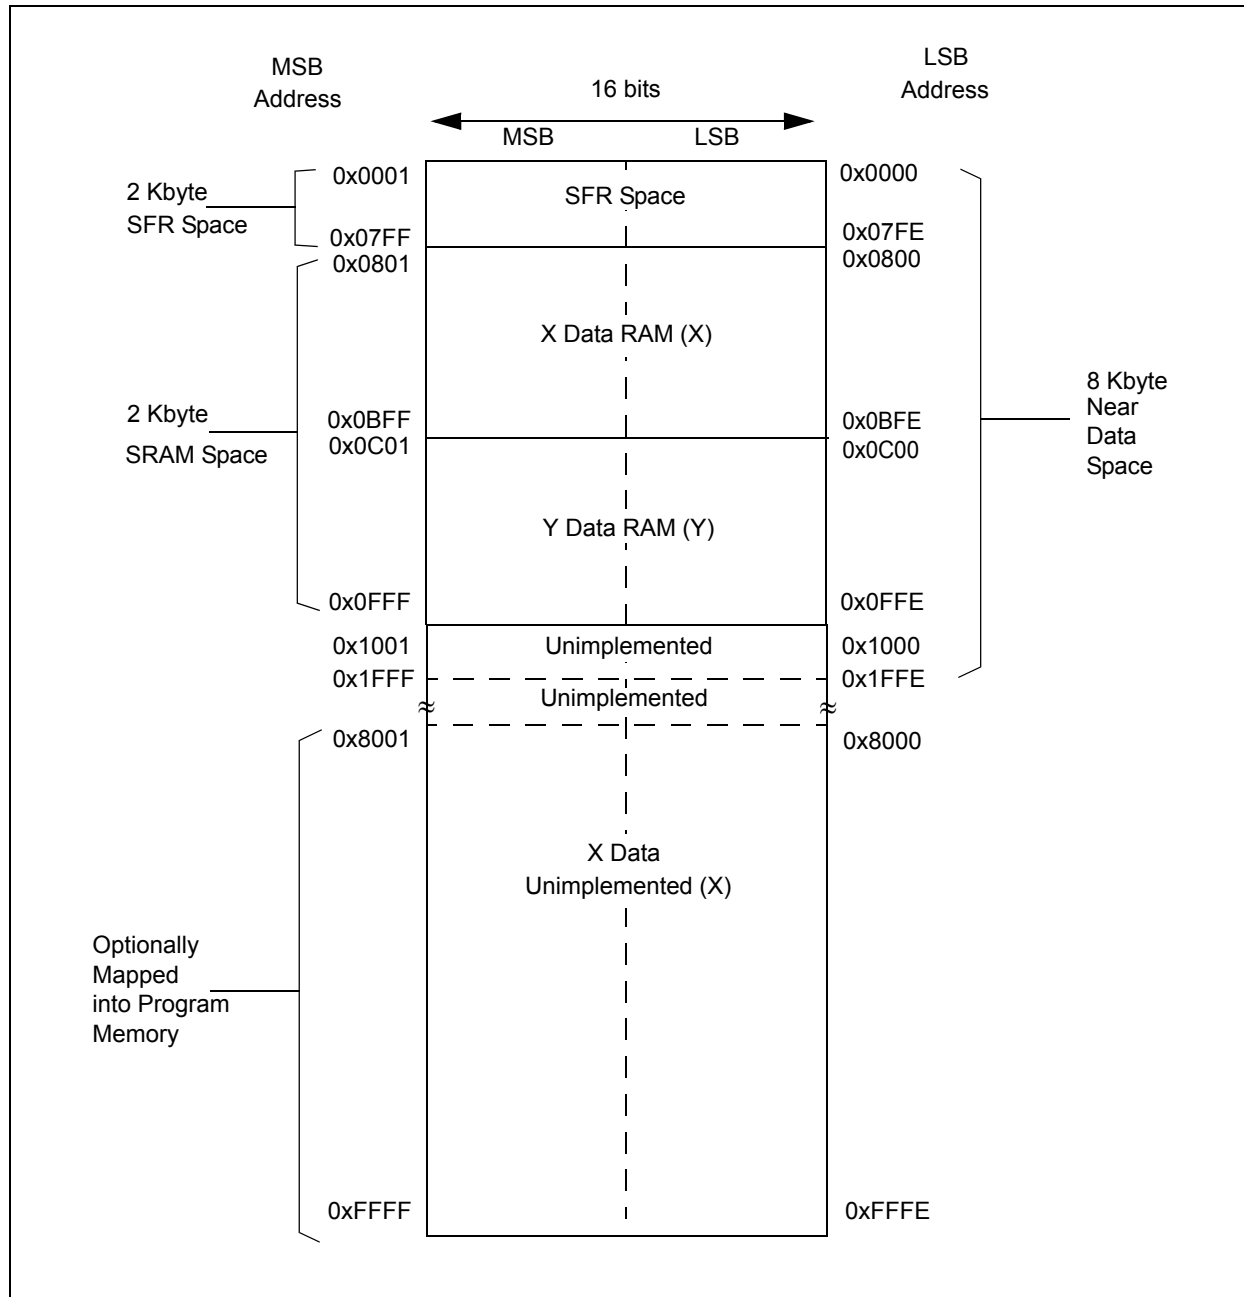 MSB
Address
LSB
Address
16 bits
MSB
LSB
2 Kbyte
SFR Space
0x0001
SFR Space
0x0000
0x07FF
0x07FE
0x0801
0x0800
X Data RAM (X)
2 Kbyte
SRAM Space
0x0BFF
0x0BFE
0x0C01
0x0C00
8 Kbyte
Near
Data
Space
Y Data RAM (Y)
0x0FFF
0x0FFE
0x1001
Unimplemented
0x1000
0x1FFF
0x1FFE
Unimplemented
≈
≈
0x8001
0x8000
X Data
Unimplemented (X)
Optionally
Mapped
into Program
Memory
0xFFFF
0xFFFE